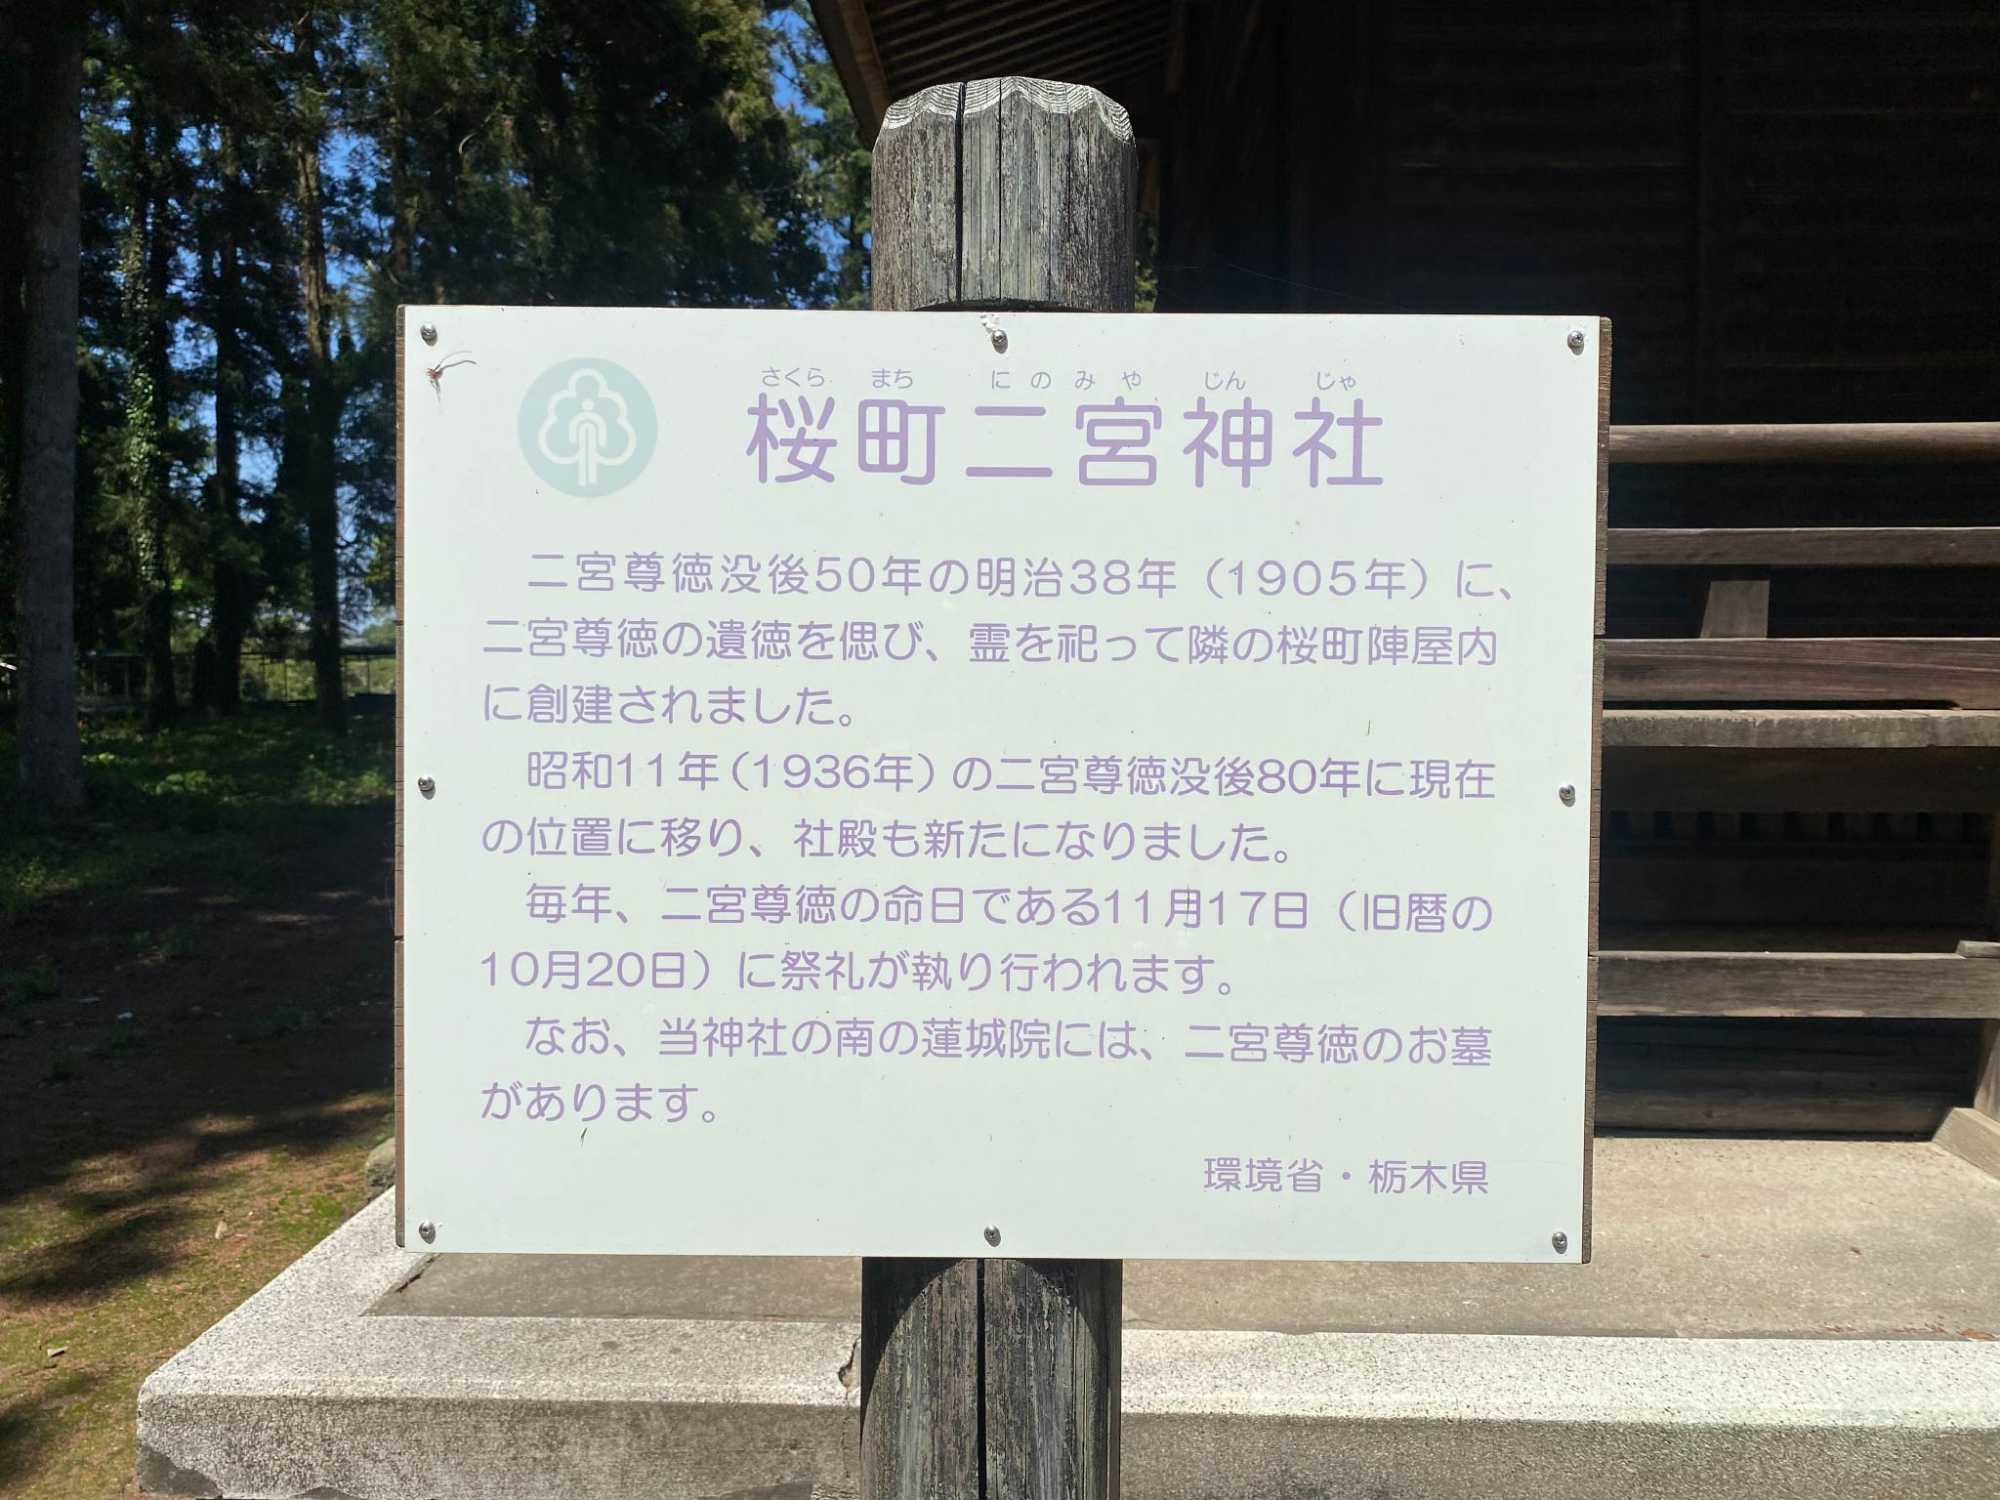 さくら まち にのみや じん じゃ
桜町二宮神社
二宮尊徳没後50年の明治38年（1905年）に、
二宮尊徳の遺徳を偲び、霊を祀って隣の桜町陣屋内
に創建されました。
昭和11年（1936年）の二宮尊徳没後80年に現在
の位置に移り、社殿も新たになりました。
毎年、二宮尊徳の命日である11月17日（旧暦の
10月20日）に祭礼が執り行われます。
なお、当神社の南の蓮城院には、二宮尊徳のお墓
があります。
環境省・栃木県